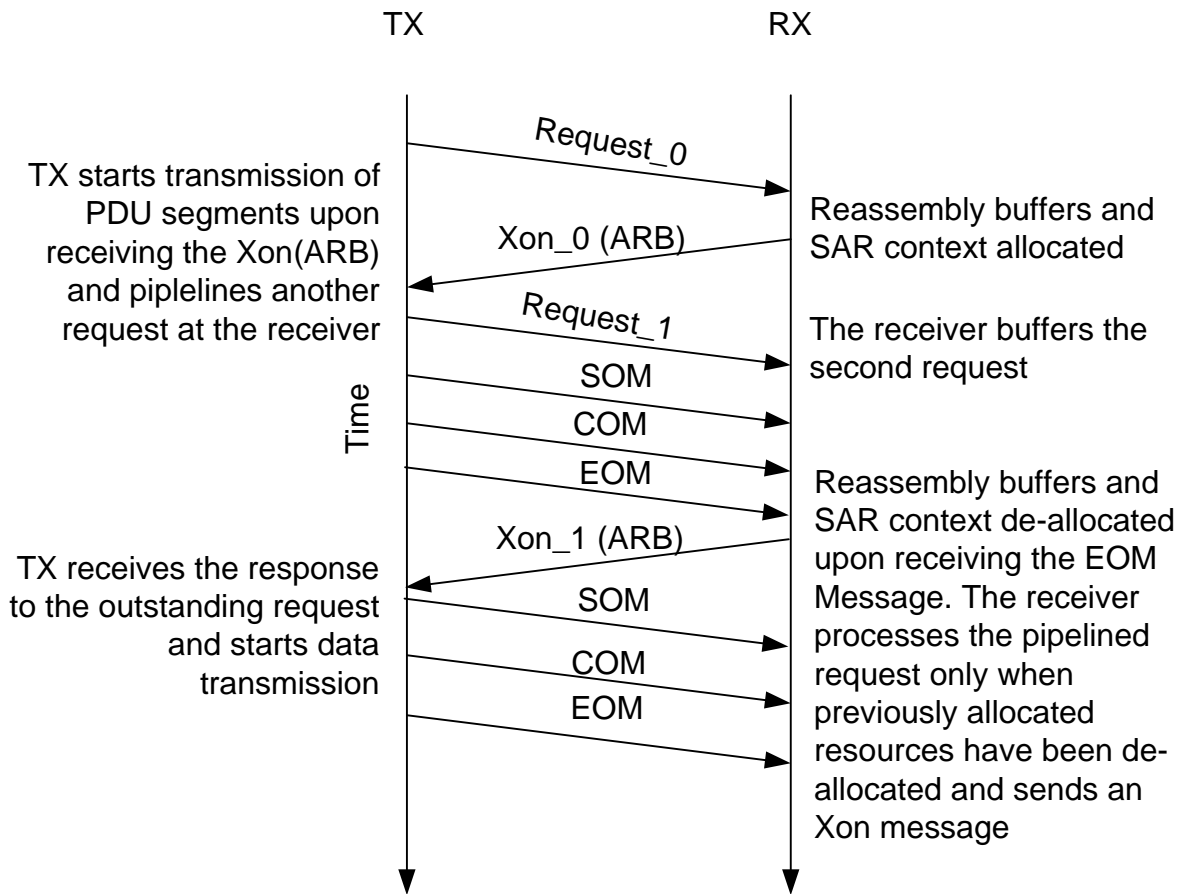 TX
RX
Request_0
TX starts transmission of
PDU segments upon
receiving the Xon(ARB)
and piplelines another
request at the receiver
Reassembly buffers and
SAR context allocated
Xon_0 (ARB)
Request_1
The receiver buffers the
second request
SOM
Time
COM
EOM
Reassembly buffers and
SAR context de-allocated
upon receiving the EOM
Message. The receiver
processes the pipelined
request only when
previously allocated
resources have been de-
allocated and sends an
Xon message
Xon_1 (ARB)
TX receives the response
to the outstanding request
and starts data
transmission
SOM
COM
EOM